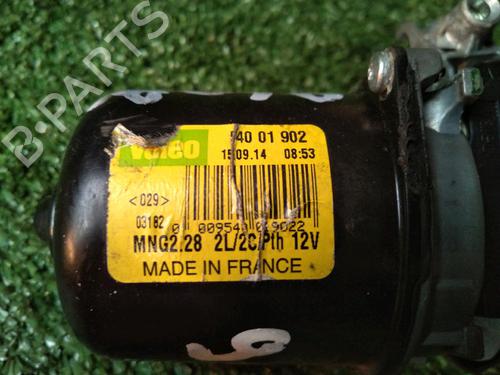 B-PARTS
Valeo
54 01 902
15.09.14 08:53
<029>
03182
MNG2.28 2L/2C/Pth 12V
MADE IN FRANCE
S